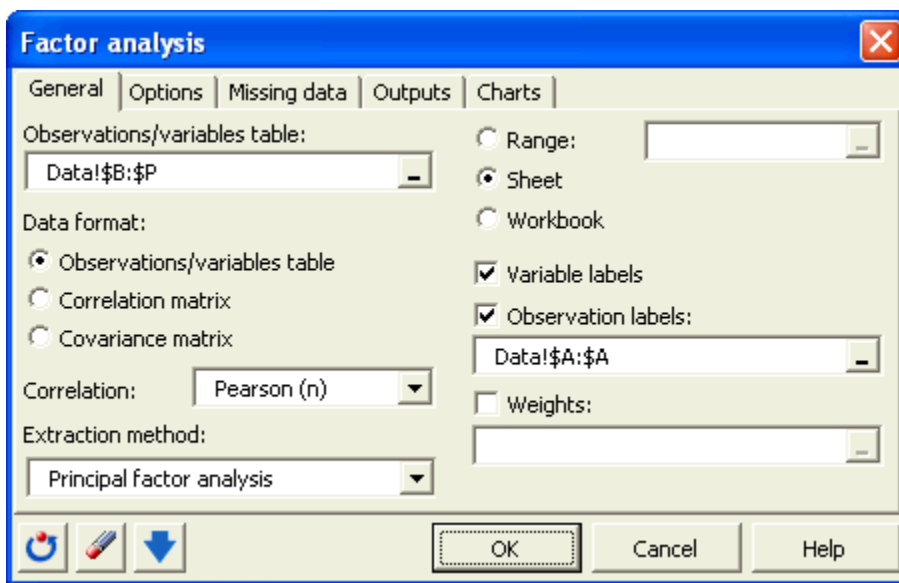 Factor analysis
General Options Missing data Outputs Charts
Observations/variables table:
Data!$B:$P
Data format:
Observations/variables table
Correlation matrix
Covariance matrix
Correlation: Pearson (n)
Extraction method:
Principal factor analysis
Range:
Sheet
Workbook
Variable labels
Observation labels:
Data!$A:$A
Weights:
OK Cancel Help